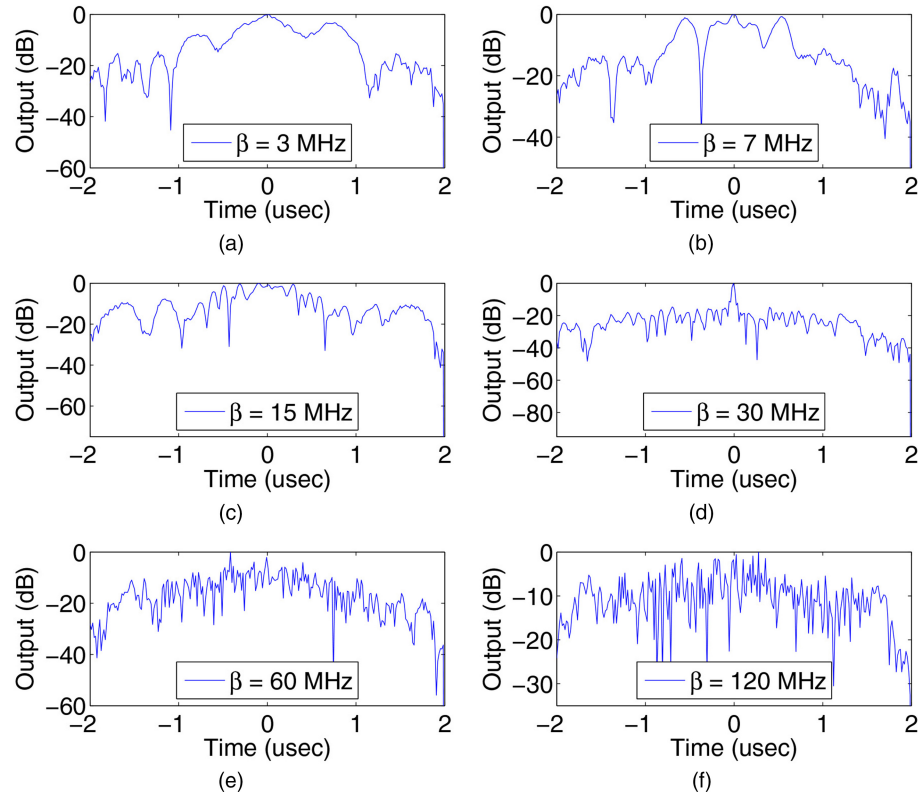 0
−20
−40
−60
Output (dB)
β = 3 MHz
−2 −1 0 1 2
Time (usec)
(a)
0
−20
−40
Output (dB)
β = 7 MHz
−2 −1 0 1 2
Time (usec)
(b)
0
−20
−40
−60
Output (dB)
β = 15 MHz
−2 −1 0 1 2
Time (usec)
(c)
0
−20
−40
−60
−80
Output (dB)
β = 30 MHz
−2 −1 0 1 2
Time (usec)
(d)
0
−20
−40
−60
Output (dB)
β = 60 MHz
−2 −1 0 1 2
Time (usec)
(e)
0
−10
−20
−30
Output (dB)
β = 120 MHz
−2 −1 0 1 2
Time (usec)
(f)